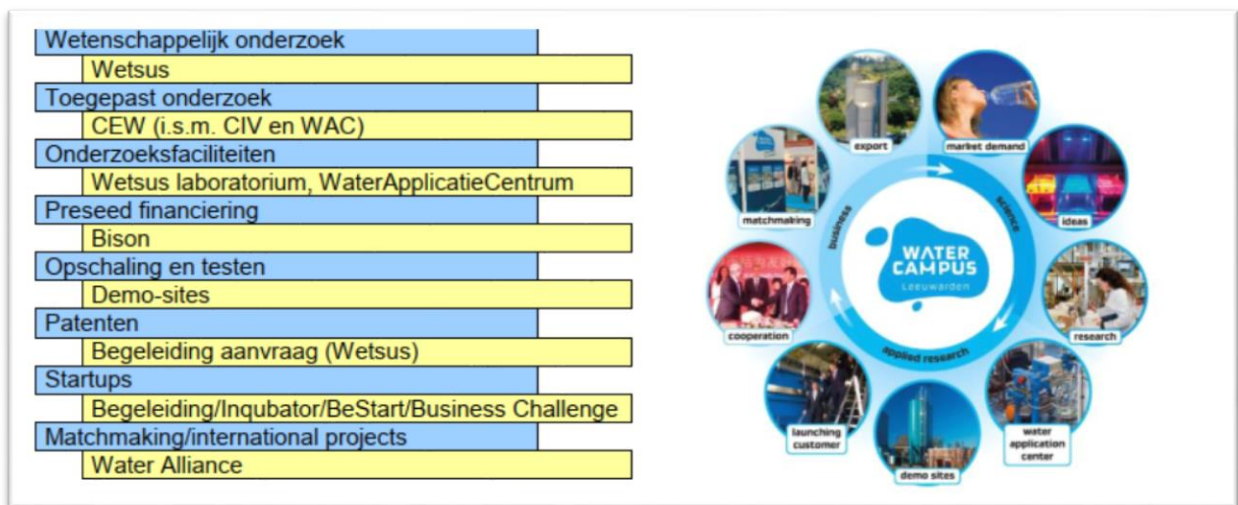 Wetenschappelijk onderzoek
Wetsus
Toegepast onderzoek
CEW (i.s.m. CIV en WAC)
Onderzoeksfaciliteiten
Wetsus laboratorium, WaterApplicatieCentrum
Preseed financiering
Bison
Opschaling en testen
Demo-sites
Patenten
Begeleiding aanvraag (Wetsus)
Startups
Begeleiding/Inqubator/BeStart/Business Challenge
Matchmaking/international projects
Water Alliance
export
market demand
matchmaking
ideas
business
science
WATER
CAMPUS
Leeuwarden
cooperation
research
applied research
launching
customer
water
application
center
demo sites